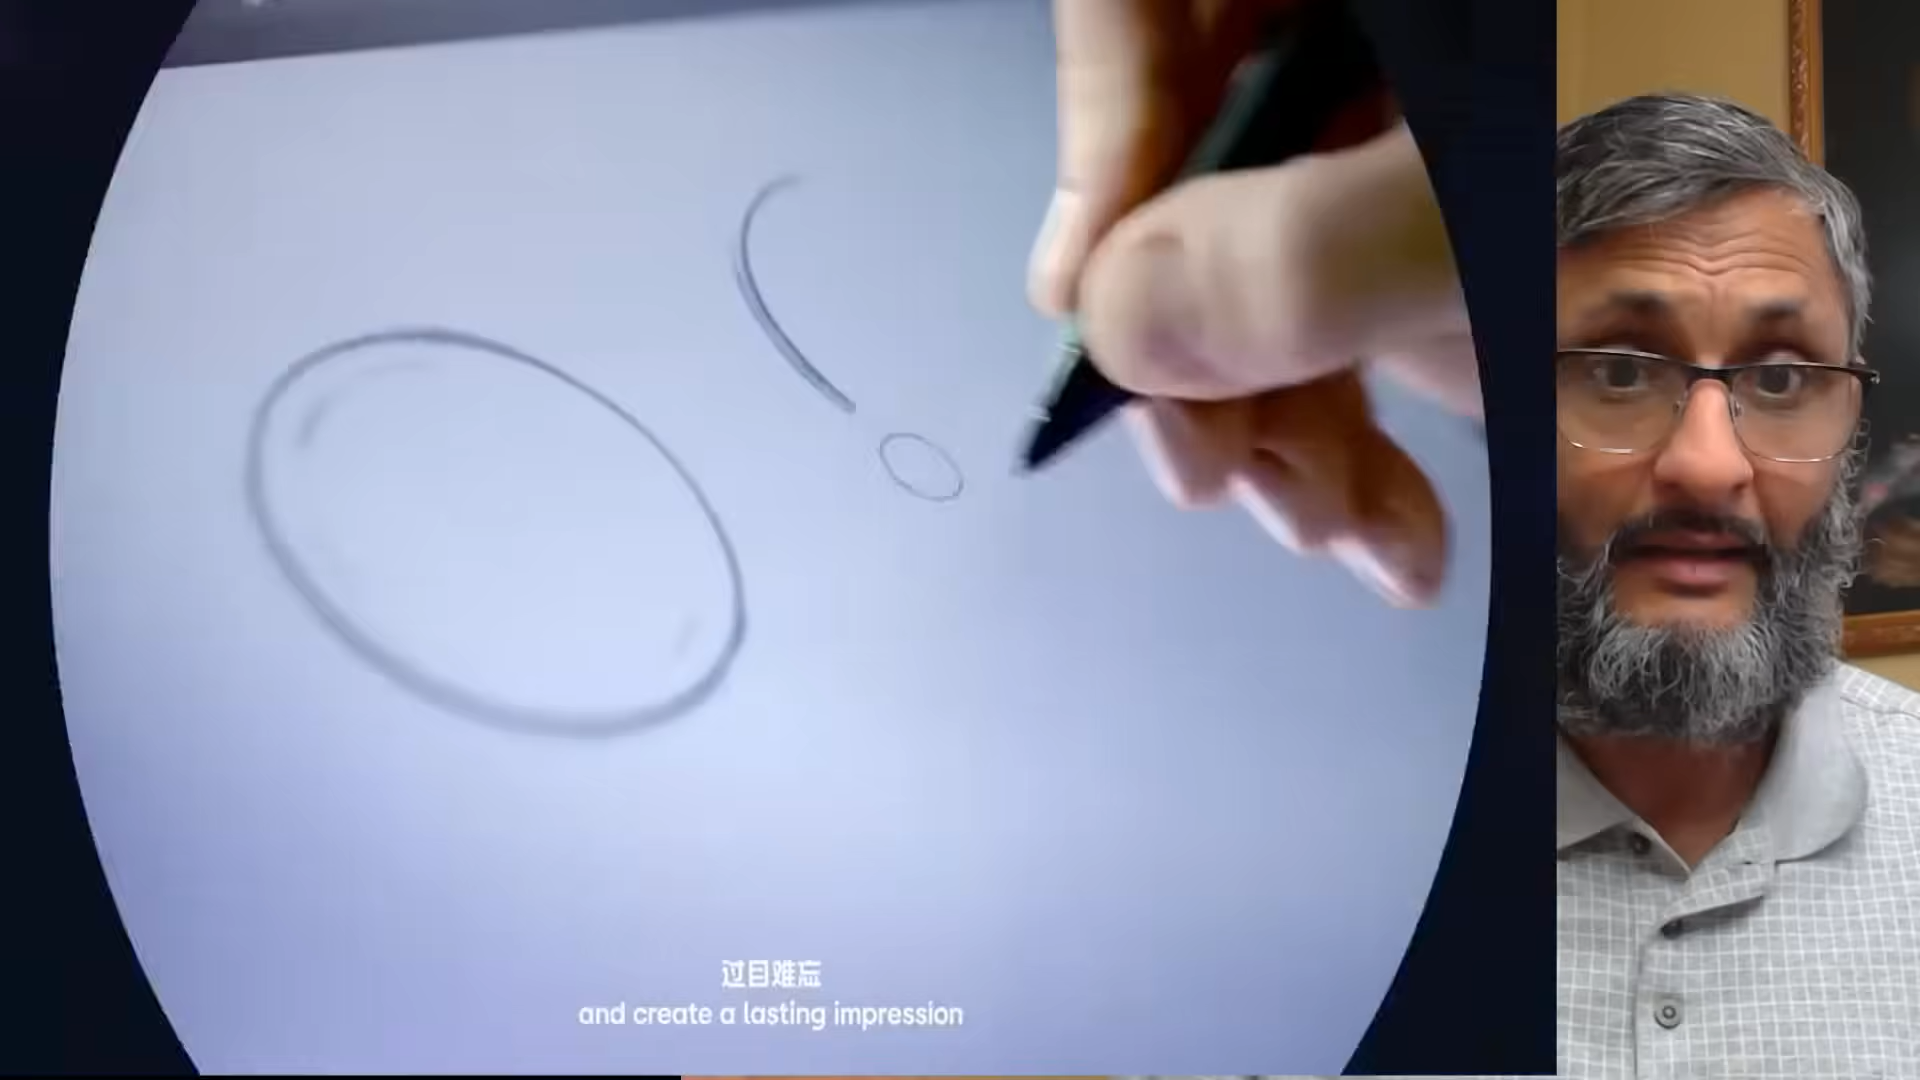 过目难忘
and create a lasting impression